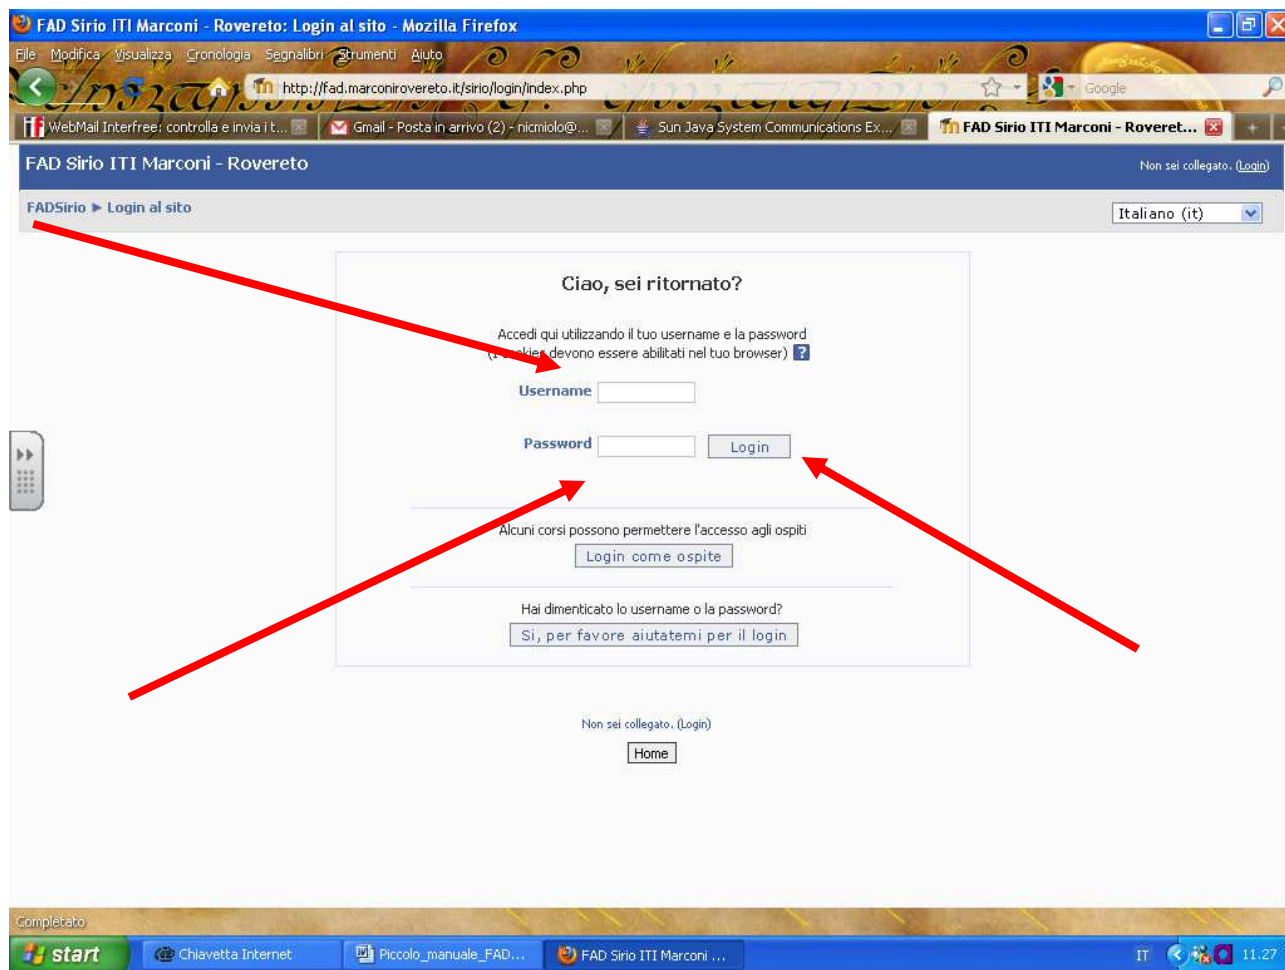 FAD Sirio ITI Marconi - Rovereto: Login al sito - Mozilla Firefox
File Modifica Visualizza Cronologia Segnalibri Strumenti Aiuto
http://fad.marconirovereto.it/sirio/login/index.php
Google
WebMail Interfree: controlla e invia i t... Gmail - Posta in arrivo (2) - nicmiolo@... Sun Java System Communications Ex... FAD Sirio ITI Marconi - Roveret...
FAD Sirio ITI Marconi - Rovereto
Non sei collegato. (Login)
FADSirio ► Login al sito
Italiano (it)
Ciao, sei ritornato?
Accedi qui utilizzando il tuo username e la password
devono essere abilitati nel tuo browser) ?
Username
Password
Login
Alcuni corsi possono permettere l'accesso agli ospiti
Login come ospite
Hai dimenticato lo username o la password?
Si, per favore aiutatemi per il login
Non sei collegato. (Login)
Home
Completato
start Chiavetta Internet Piccolo_manuale_FAD... FAD Sirio ITI Marconi ... IT 11.27